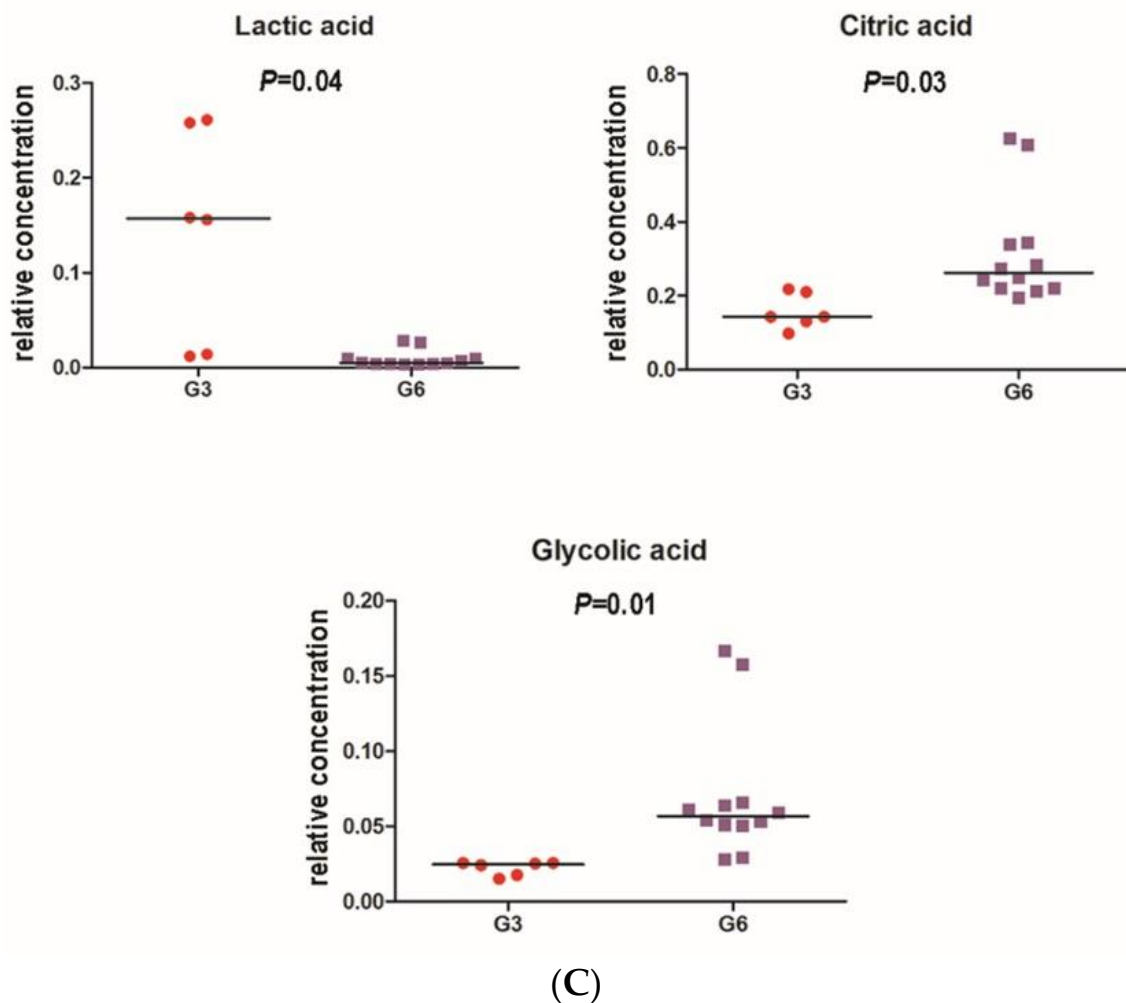 Lactic acid
P=0.04
relative concentration
0.3
0.2
0.1
0.0
G3 G6
Citric acid
P=0.03
relative concentration
0.8
0.6
0.4
0.2
0.0
G3 G6
Glycolic acid
P=0.01
relative concentration
0.20
0.15
0.10
0.05
0.00
G3 G6
(C)